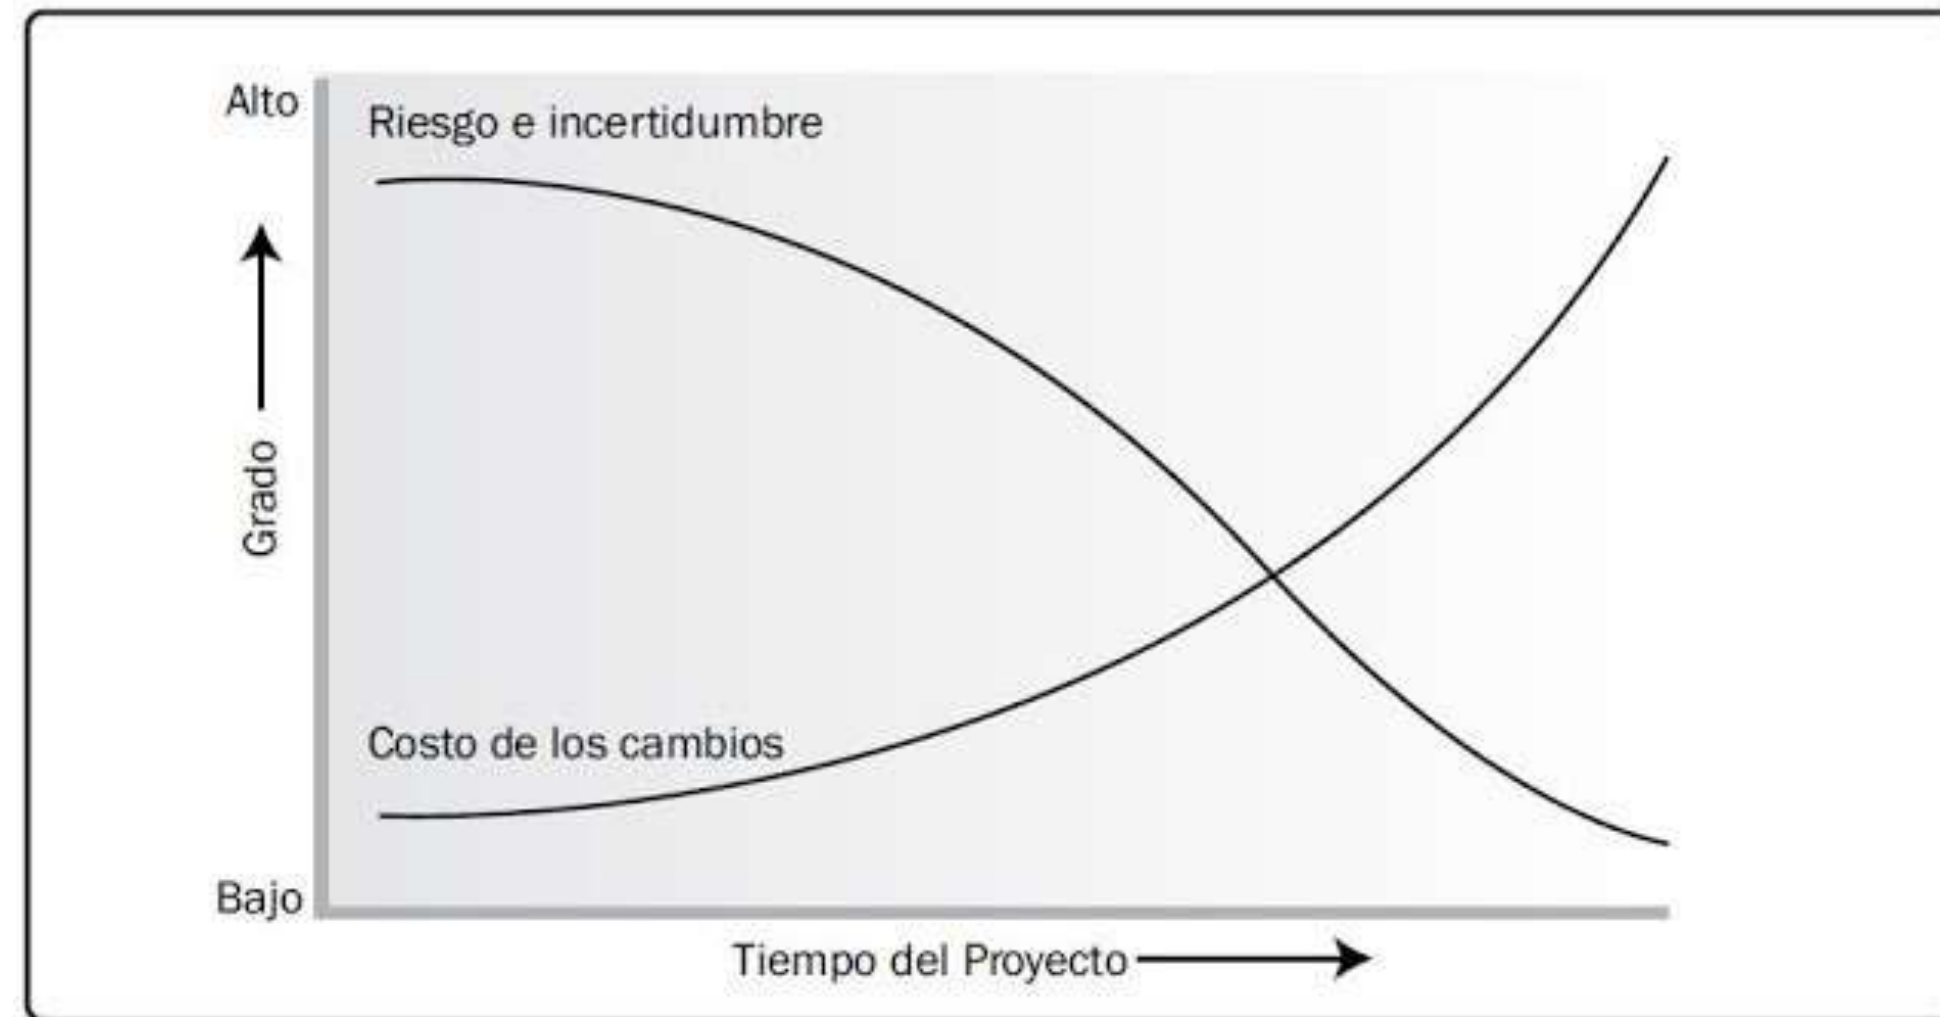 Alto
Riesgo e incertidumbre
Grado
Costo de los cambios
Bajo
Tiempo del Proyecto